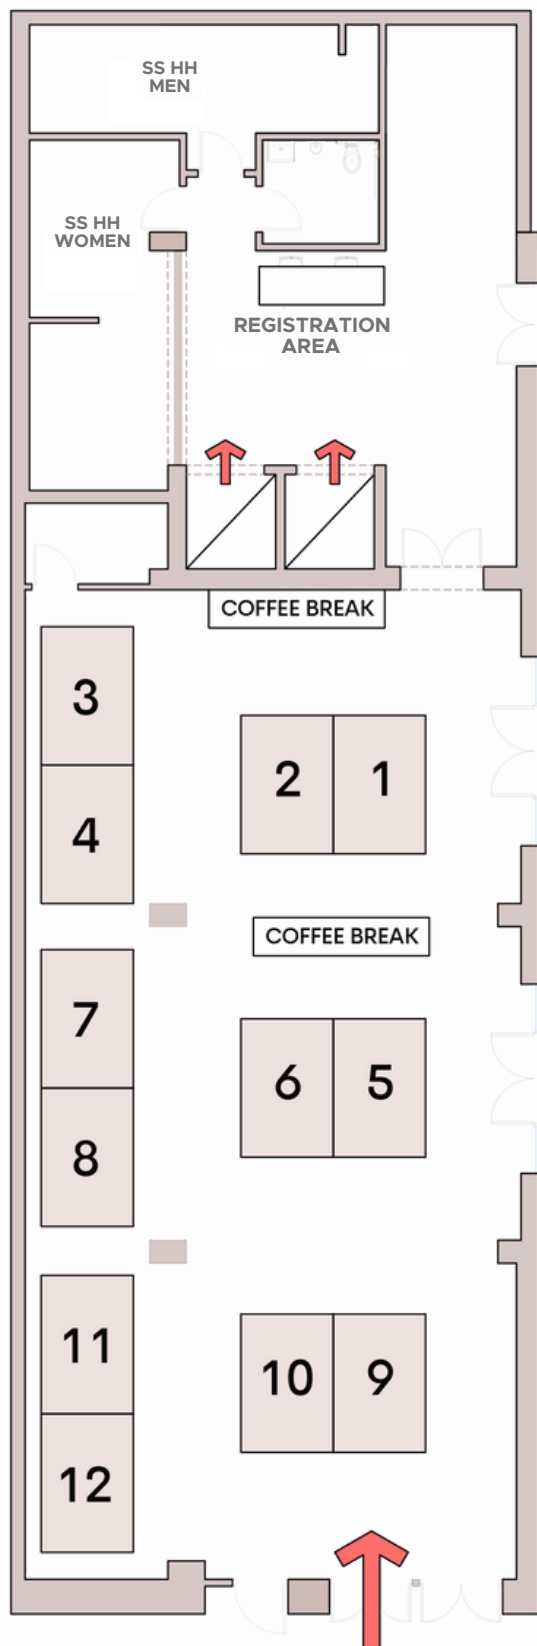 SS HH
MEN
SS HH
WOMEN
REGISTRATION
AREA
COFFEE BREAK
3
2
1
4
COFFEE BREAK
7
6
5
8
11
10
9
12